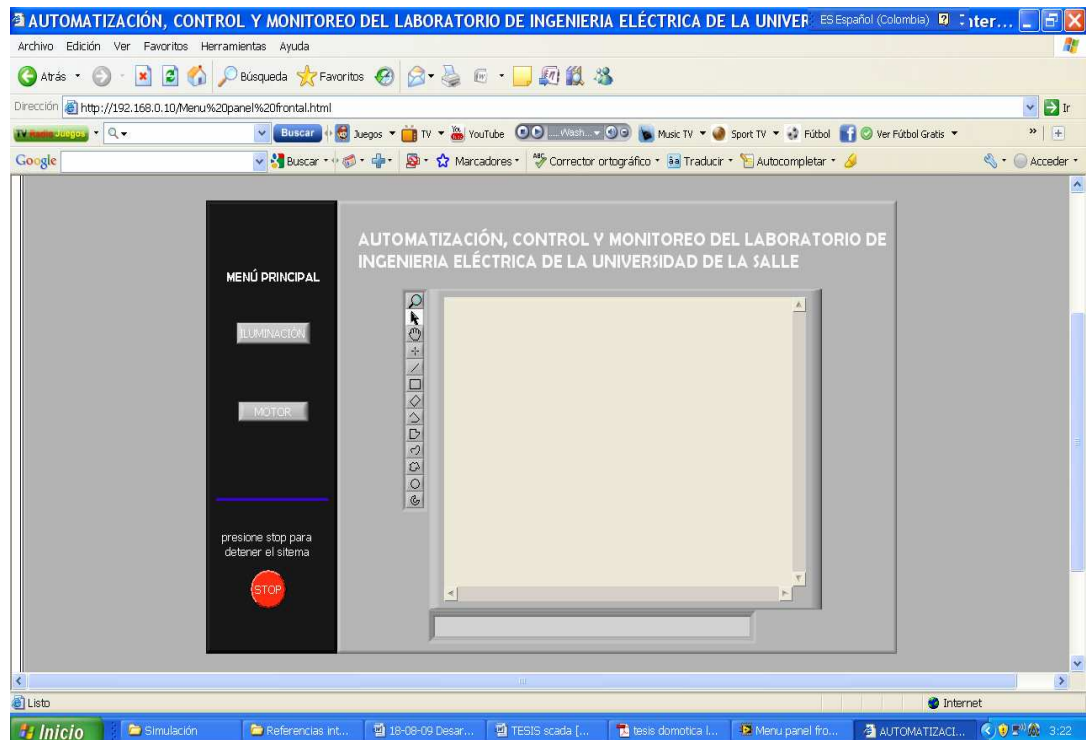 AUTOMATIZACIÓN, CONTROL Y MONITOREO DEL LABORATORIO DE INGENIERIA ELÉCTRICA DE LA UNIVER ES Español (Colombia) nter...
Archivo Edición Ver Favoritos Herramientas Ayuda
Atrás Búsqueda Favoritos
Dirección http://192.168.0.10/Menu%20panel%20frontal.html Ir
Buscar Juegos TV YouTube ....Wash... Music TV Sport TV Fútbol Ver Fútbol Gratis »
Google Buscar Marcadores Corrector ortográfico Traducir Autocompletar Acceder
AUTOMATIZACIÓN, CONTROL Y MONITOREO DEL LABORATORIO DE
INGENIERIA ELÉCTRICA DE LA UNIVERSIDAD DE LA SALLE
MENÚ PRINCIPAL
ILUMINACIÓN
MOTOR
presione stop para
detener el sitema
STOP
Listo Internet
Inicio Simulación Referencias int... 18-08-09 Desar... TESIS scada [... tesis domotica l... Menu panel fro... AUTOMATIZACI... 3:22